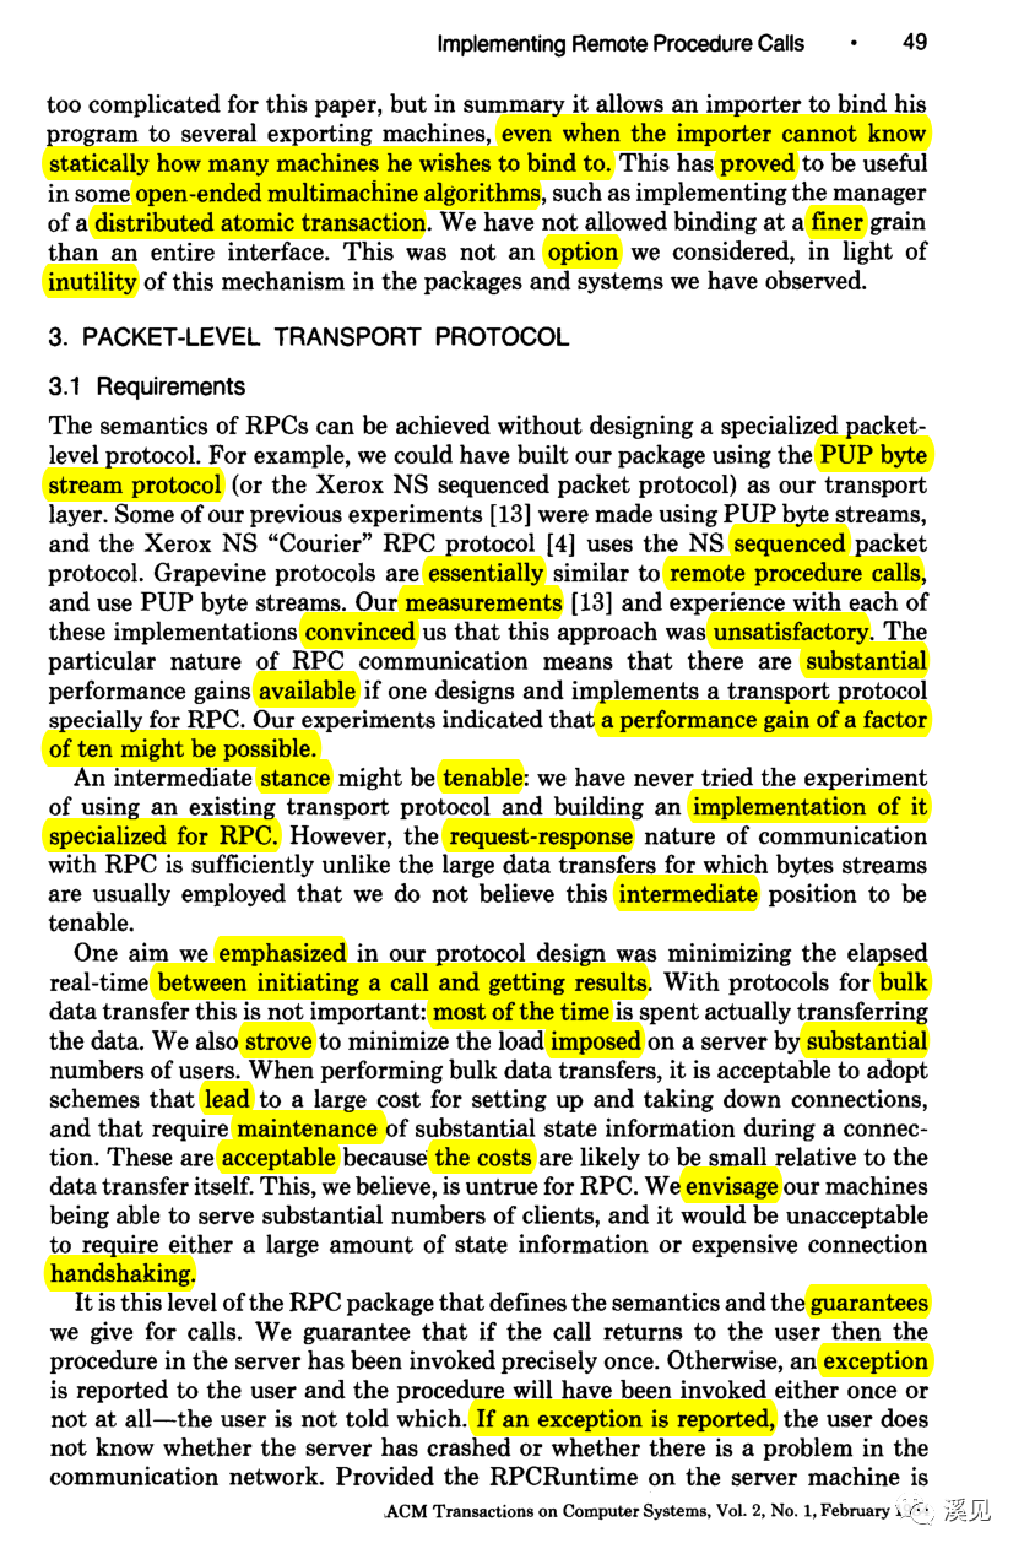 Implementing Remote Procedure Calls · 49
too complicated for this paper, but in summary it allows an importer to bind his
program to several exporting machines, even when the importer cannot know
statically how many machines he wishes to bind to. This has proved to be useful
in some open-ended multimachine algorithms, such as implementing the manager
of a distributed atomic transaction. We have not allowed binding at a finer grain
than an entire interface. This was not an option we considered, in light of
inutility of this mechanism in the packages and systems we have observed.
3. PACKET-LEVEL TRANSPORT PROTOCOL
3.1 Requirements
The semantics of RPCs can be achieved without designing a specialized packet-
level protocol. For example, we could have built our package using the PUP byte
stream protocol (or the Xerox NS sequenced packet protocol) as our transport
layer. Some of our previous experiments [13] were made using PUP byte streams,
and the Xerox NS “Courier” RPC protocol [4] uses the NS sequenced packet
protocol. Grapevine protocols are essentially similar to remote procedure calls,
and use PUP byte streams. Our measurements [13] and experience with each of
these implementations convinced us that this approach was unsatisfactory. The
particular nature of RPC communication means that there are substantial
performance gains available if one designs and implements a transport protocol
specially for RPC. Our experiments indicated that a performance gain of a factor
of ten might be possible.
An intermediate stance might be tenable: we have never tried the experiment
of using an existing transport protocol and building an implementation of it
specialized for RPC. However, the request-response nature of communication
with RPC is sufficiently unlike the large data transfers for which bytes streams
are usually employed that we do not believe this intermediate position to be
tenable.
One aim we emphasized in our protocol design was minimizing the elapsed
real-time between initiating a call and getting results. With protocols for bulk
data transfer this is not important: most of the time is spent actually transferring
the data. We also strove to minimize the load imposed on a server by substantial
numbers of users. When performing bulk data transfers, it is acceptable to adopt
schemes that lead to a large cost for setting up and taking down connections,
and that require maintenance of substantial state information during a connec-
tion. These are acceptable because the costs are likely to be small relative to the
data transfer itself. This, we believe, is untrue for RPC. We envisage our machines
being able to serve substantial numbers of clients, and it would be unacceptable
to require either a large amount of state information or expensive connection
handshaking.
It is this level of the RPC package that defines the semantics and the guarantees
we give for calls. We guarantee that if the call returns to the user then the
procedure in the server has been invoked precisely once. Otherwise, an exception
is reported to the user and the procedure will have been invoked either once or
not at all—the user is not told which. If an exception is reported, the user does
not know whether the server has crashed or whether there is a problem in the
communication network. Provided the RPCRuntime on the server machine is
ACM Transactions on Computer Systems, Vol. 2, No. 1, February
溪见